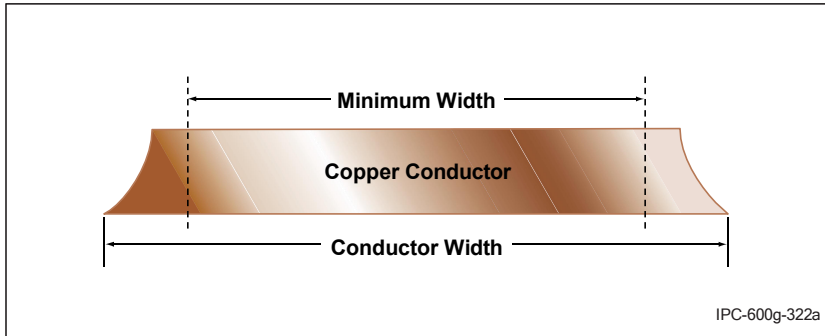 Minimum Width
Copper Conductor
Conductor Width
IPC-600g-322a